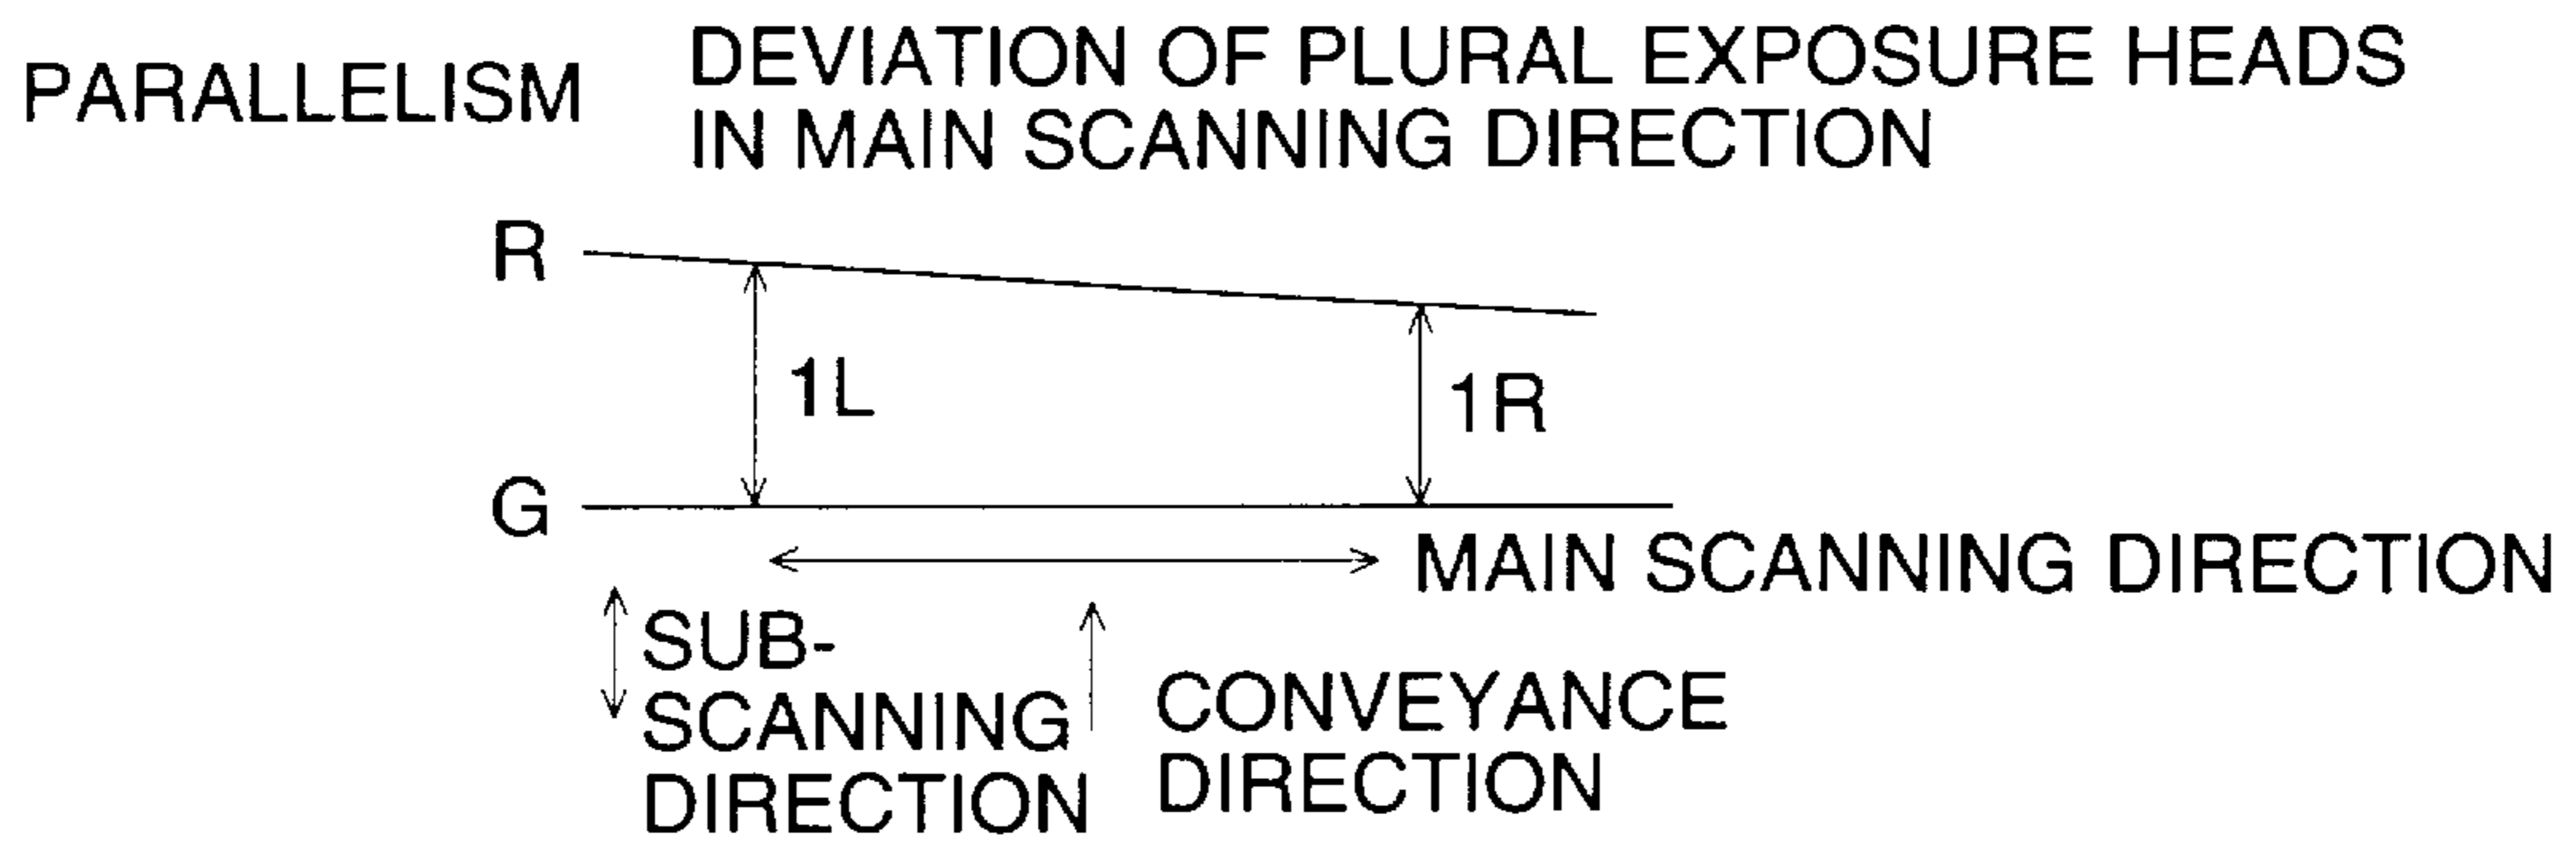 PARALLELISM
DEVIATION OF PLURAL EXPOSURE HEADS
IN MAIN SCANNING DIRECTION
R
1L
1R
G
MAIN SCANNING DIRECTION
SUB-
SCANNING
DIRECTION
CONVEYANCE
DIRECTION